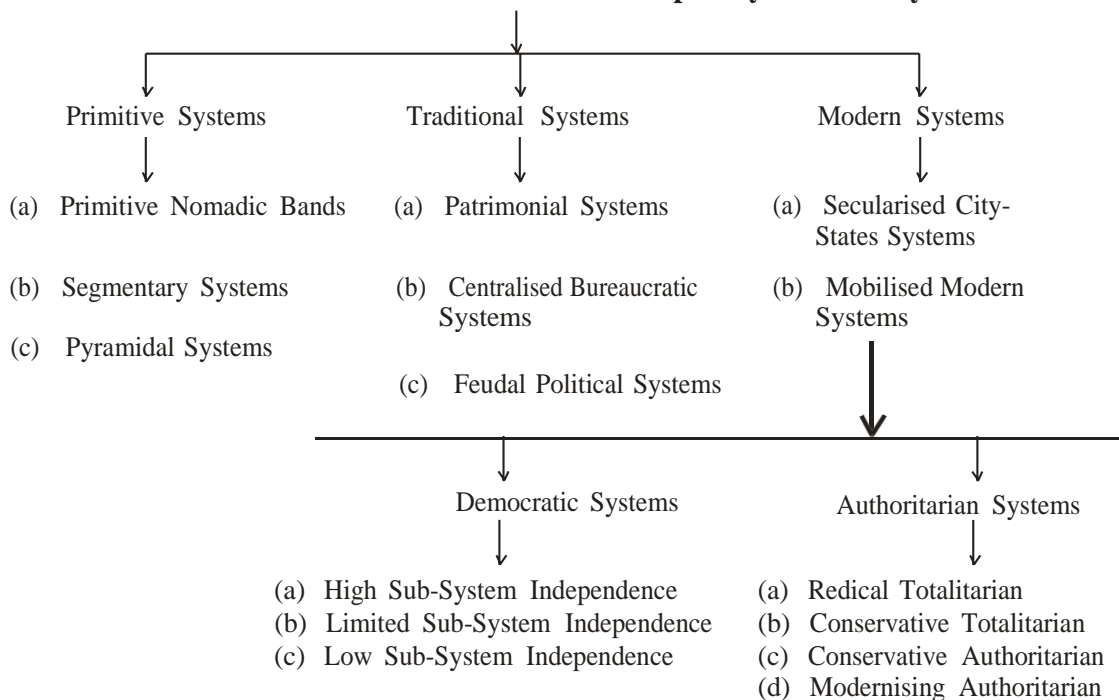 Primitive Systems
Traditional Systems
Modern Systems
(a) Primitive Nomadic Bands
(b) Segmentary Systems
(c) Pyramidal Systems
(a) Patrimonial Systems
(b) Centralised Bureaucratic
Systems
(c) Feudal Political Systems
(a) Secularised City-
States Systems
(b) Mobilised Modern
Systems
Democratic Systems
Authoritarian Systems
(a) High Sub-System Independence
(b) Limited Sub-System Independence
(c) Low Sub-System Independence
(a) Redical Totalitarian
(b) Conservative Totalitarian
(c) Conservative Authoritarian
(d) Modernising Authoritarian